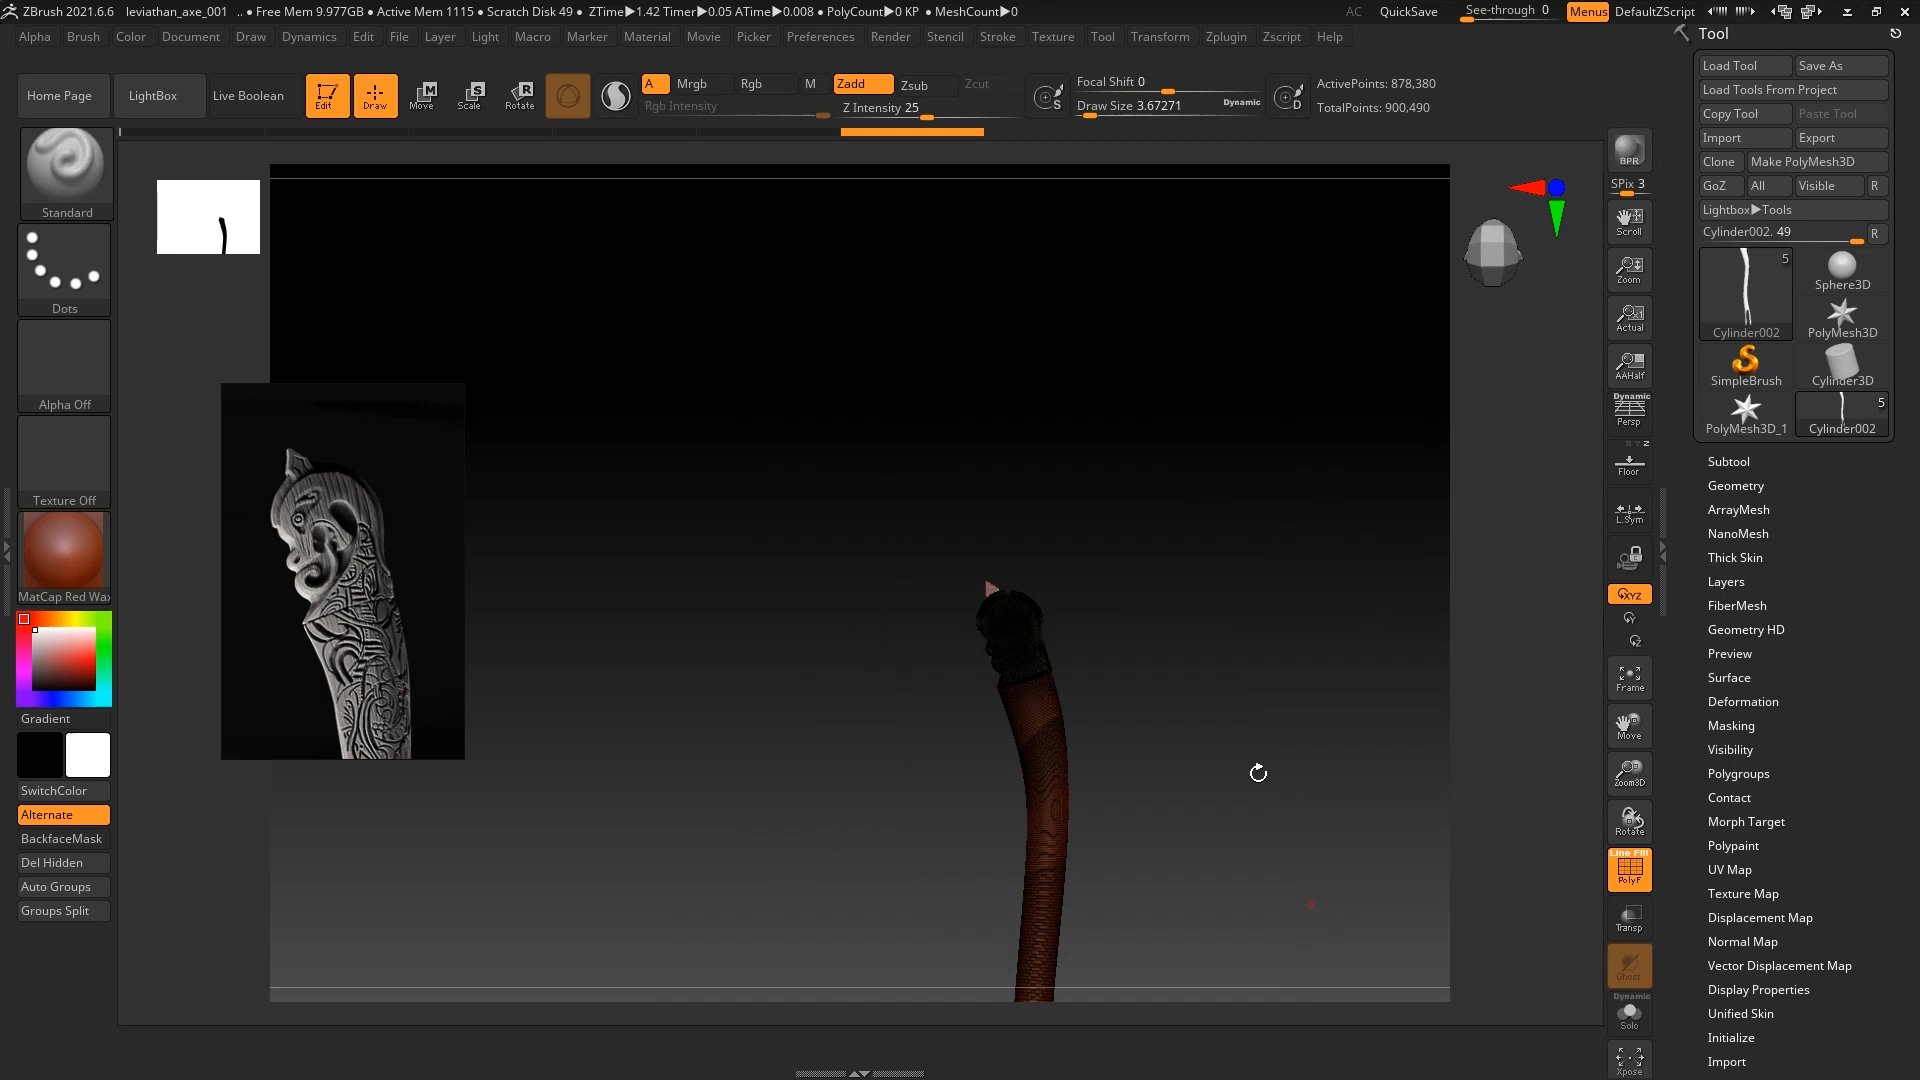 ZBrush 2021.6.6 leviathan_axe_001 .. ● Free Mem 9.977GB ● Active Mem 1115 ● Scratch Disk 49 ● ZTime▶1.42 Timer▶0.05 ATime▶0.008 ● PolyCount▶0 KP ● MeshCount▶0 AC QuickSave See-through 0 Menus DefaultZScript
Alpha Brush Color Document Draw Dynamics Edit File Layer Light Macro Marker Material Movie Picker Preferences Render Stencil Stroke Texture Tool Transform Zplugin Zscript Help
Home Page LightBox Live Boolean Edit Draw Move Scale Rotate
A Mrgb Rgb M Zadd Zsub Zcut
Rgb Intensity Z Intensity 25
S Focal Shift 0
Draw Size 3.67271 Dynamic D
ActivePoints: 878,380
TotalPoints: 900,490
Standard
Dots
Alpha Off
Texture Off
MatCap Red Wax
Gradient
SwitchColor
Alternate
BackfaceMask
Del Hidden
Auto Groups
Groups Split
BPR
SPix 3
Scroll
Zoom
Actual
AAHalf
Dynamic
Persp
Floor
L.Sym
XYZ
Y
Z
Frame
Move
Zoom3D
Rotate
Line Fill
PolyF
Transp
Ghost
Dynamic
Solo
Xpose
Tool
Load Tool Save As
Load Tools From Project
Copy Tool Paste Tool
Import Export
Clone Make PolyMesh3D
GoZ All Visible R
Lightbox▶Tools
Cylinder002. 49 R
5
Sphere3D
Cylinder002 PolyMesh3D
SimpleBrush Cylinder3D
5
PolyMesh3D_1 Cylinder002
Subtool
Geometry
ArrayMesh
NanoMesh
Thick Skin
Layers
FiberMesh
Geometry HD
Preview
Surface
Deformation
Masking
Visibility
Polygroups
Contact
Morph Target
Polypaint
UV Map
Texture Map
Displacement Map
Normal Map
Vector Displacement Map
Display Properties
Unified Skin
Initialize
Import